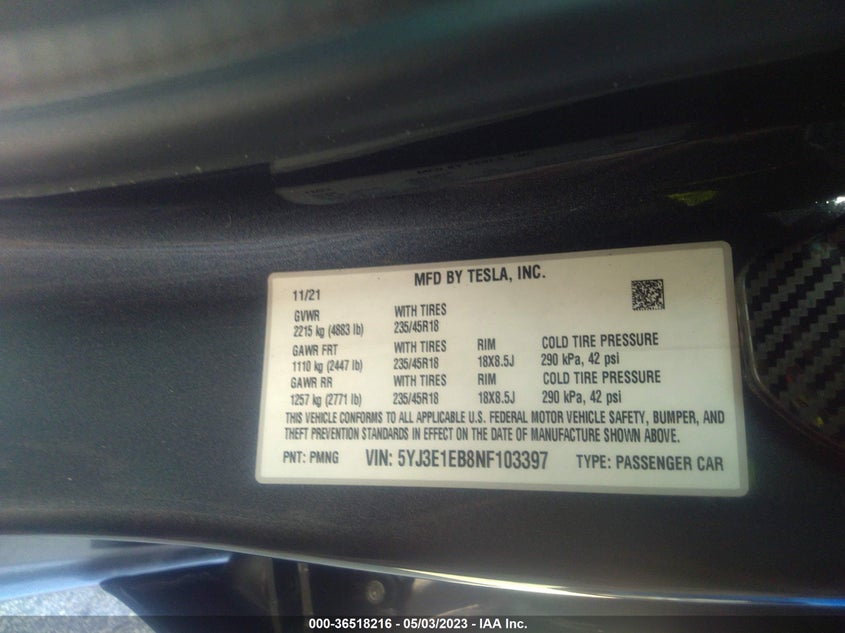 MFD BY TESLA, INC.
11/21
GVWR WITH TIRES
2215 kg (4883 lb) 235/45R18
GAWR FRT WITH TIRES RIM COLD TIRE PRESSURE
1110 kg (2447 lb) 235/45R18 18X8.5J 290 kPa, 42 psi
GAWR RR WITH TIRES RIM COLD TIRE PRESSURE
1257 kg (2771 lb) 235/45R18 18X8.5J 290 kPa, 42 psi
THIS VEHICLE CONFORMS TO ALL APPLICABLE U.S. FEDERAL MOTOR VEHICLE SAFETY, BUMPER, AND
THEFT PREVENTION STANDARDS IN EFFECT ON THE DATE OF MANUFACTURE SHOWN ABOVE.
PNT: PMNG VIN: 5YJ3E1EB8NF103397 TYPE: PASSENGER CAR
000-36518216 - 05/03/2023 - IAA Inc.